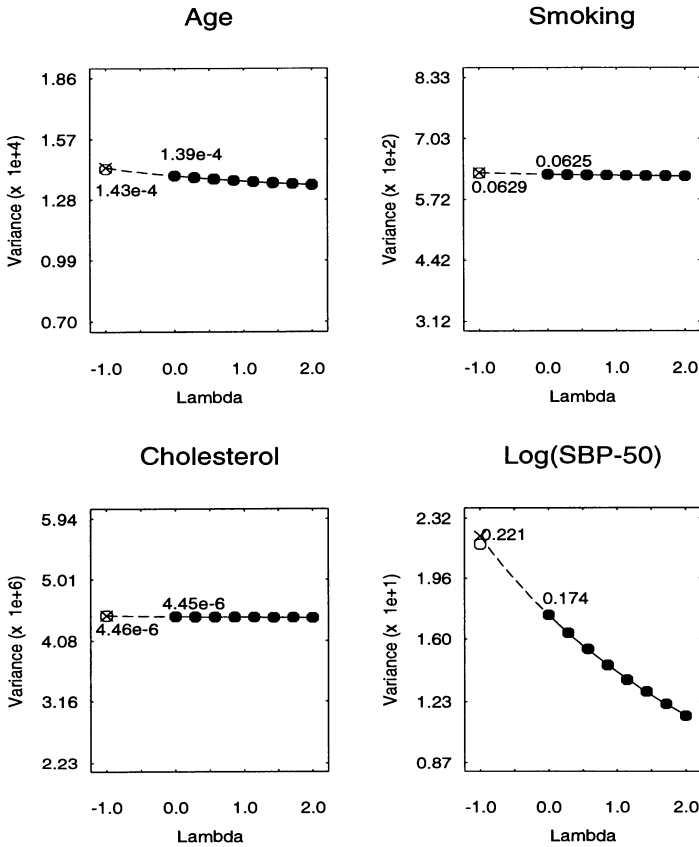 Age
Variance (x 1e+4)
1.86
1.57
1.28
0.99
0.70
1.39e-4
1.43e-4
-1.0 0.0 1.0 2.0
Lambda
Smoking
Variance (x 1e+2)
8.33
7.03
5.72
4.42
3.12
0.0625
0.0629
-1.0 0.0 1.0 2.0
Lambda
Cholesterol
Variance (x 1e+6)
5.94
5.01
4.08
3.16
2.23
4.45e-6
4.46e-6
-1.0 0.0 1.0 2.0
Lambda
Log(SBP-50)
Variance (x 1e+1)
2.32
1.96
1.60
1.23
0.87
0.221
0.174
-1.0 0.0 1.0 2.0
Lambda